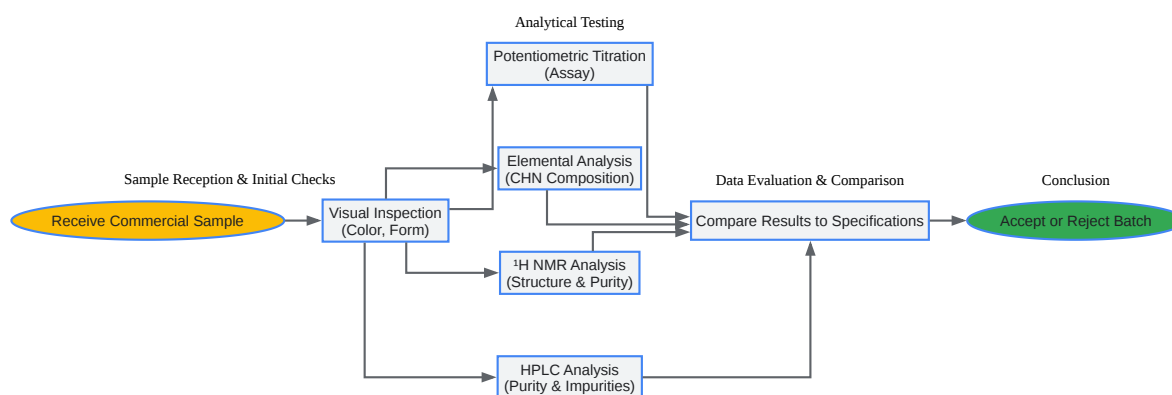 Analytical Testing
Potentiometric Titration
(Assay)
Elemental Analysis
(CHN Composition)
Sample Reception & Initial Checks
Data Evaluation & Comparison
Conclusion
Receive Commercial Sample
Visual Inspection
(Color, Form)
Compare Results to Specifications
Accept or Reject Batch
¹H NMR Analysis
(Structure & Purity)
HPLC Analysis
(Purity & Impurities)